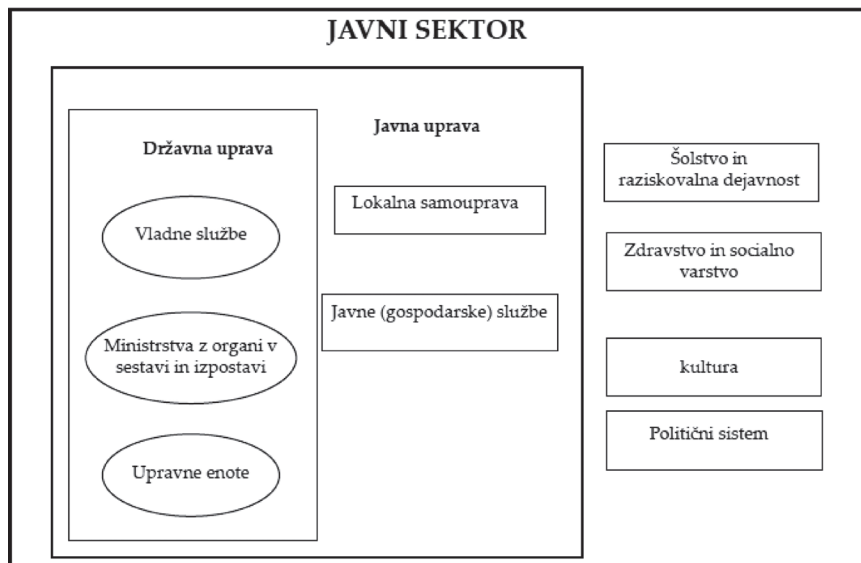 JAVNI SEKTOR
Državna uprava
Vladne službe
Ministrstva z organi v
sestavi in izpostavi
Upravne enote
Javna uprava
Lokalna samouprava
Javne (gospodarske) službe
Šolstvo in
raziskovalna dejavnost
Zdravstvo in socialno
varstvo
kultura
Politični sistem